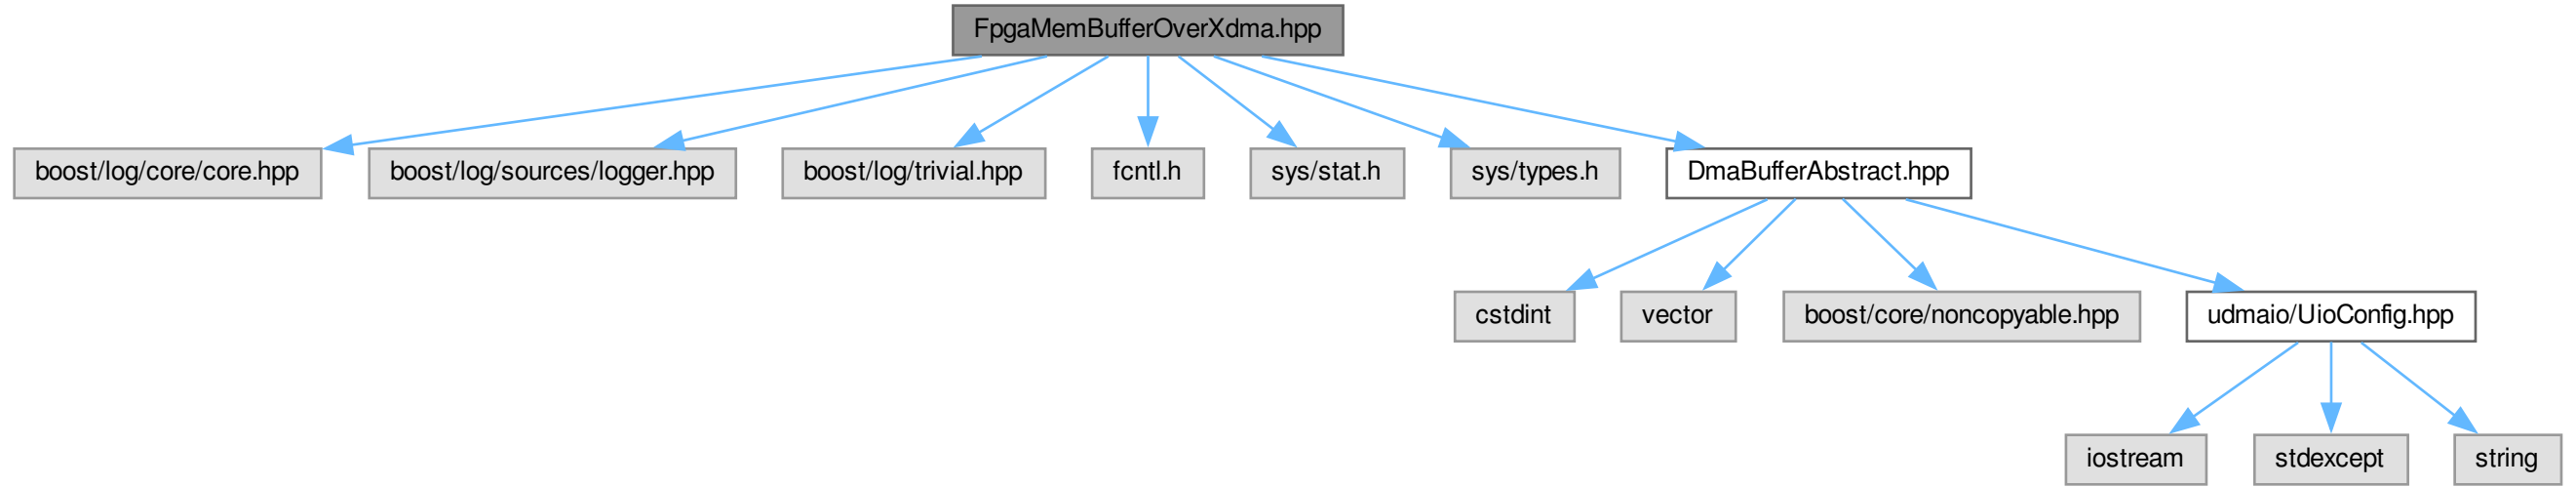 FpgaMemBufferOverXdma.hpp
boost/log/core/core.hpp
boost/log/sources/logger.hpp
boost/log/trivial.hpp
fcntl.h
sys/stat.h
sys/types.h
DmaBufferAbstract.hpp
cstdint
vector
boost/core/noncopyable.hpp
udmaio/UioConfig.hpp
iostream
stdexcept
string